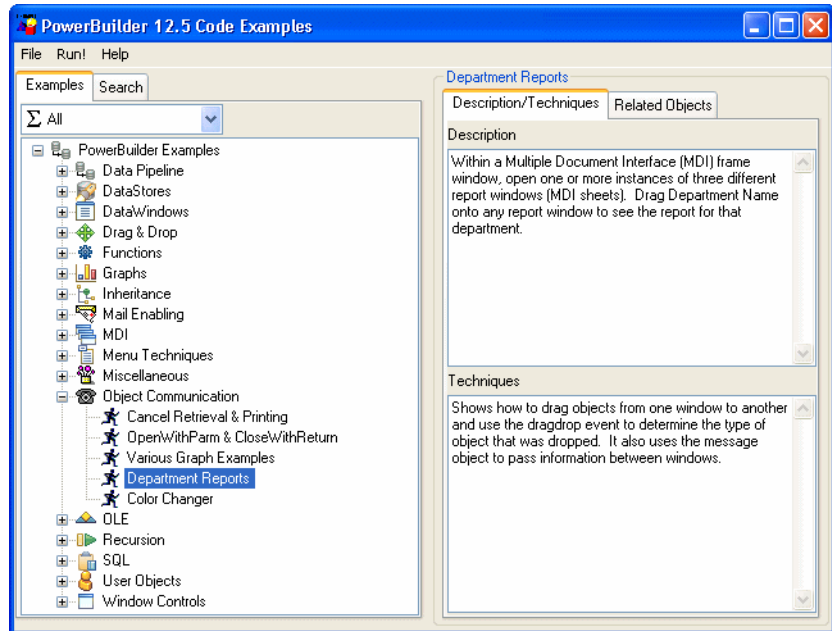 PowerBuilder 12.5 Code Examples
File Run! Help
Examples Search
Σ All
PowerBuilder Examples
Data Pipeline
DataStores
DataWindows
Drag & Drop
Functions
Graphs
Inheritance
Mail Enabling
MDI
Menu Techniques
Miscellaneous
Object Communication
Cancel Retrieval & Printing
OpenWithParm & CloseWithReturn
Various Graph Examples
Department Reports
Color Changer
OLE
Recursion
SQL
User Objects
Window Controls
Department Reports
Description/Techniques Related Objects
Description
Within a Multiple Document Interface (MDI) frame
window, open one or more instances of three different
report windows (MDI sheets). Drag Department Name
onto any report window to see the report for that
department.
Techniques
Shows how to drag objects from one window to another
and use the dragdrop event to determine the type of
object that was dropped. It also uses the message
object to pass information between windows.